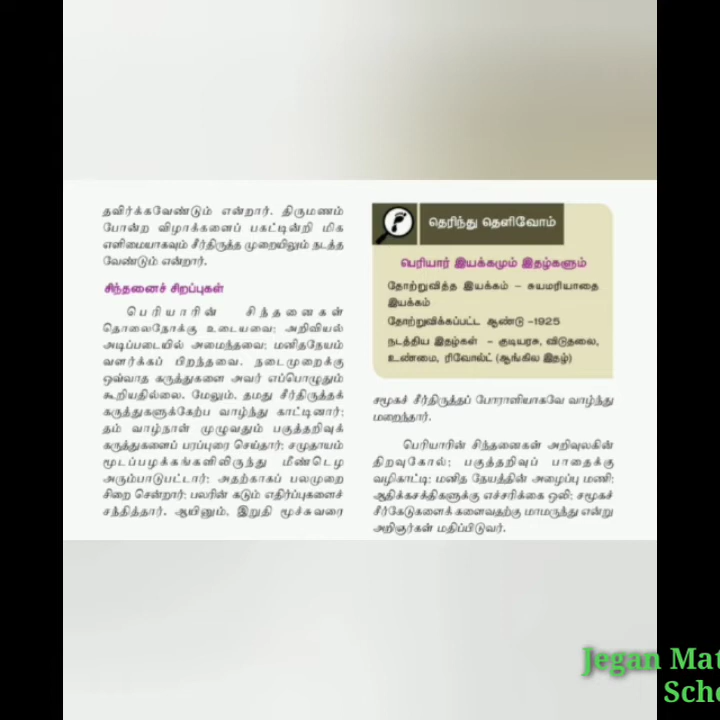 தவிர்க்கவேண்டும் என்றார். திருமணம்
போன்ற விழாக்களைப் பகட்டின்றி மிக
எளிமையாகவும் சீர்திருத்த முறையிலும் நடத்த
வேண்டும் என்றார்.
சிந்தனைச் சிறப்புகள்
பெரியாரின் சிந்தனைகள்
தொலைநோக்கு உடையவை; அறிவியல்
அடிப்படையில் அமைந்தவை; மனிதநேயம்
வளர்க்கப் பிறந்தவை. நடைமுறைக்கு
ஒவ்வாத கருத்துகளை அவர் எப்பொழுதும்
கூறியதில்லை. மேலும், தமது சீர்திருத்தக்
கருத்துகளுக்கேற்ப வாழ்ந்து காட்டினார்;
தம் வாழ்நாள் முழுவதும் பகுத்தறிவுக்
கருத்துகளைப் பரப்புரை செய்தார்; சமுதாயம்
மூடப்பழக்கங்களிலிருந்து மீண்டெழ
அரும்பாடுபட்டார்; அதற்காகப் பலமுறை
சிறை சென்றார்; பலரின் கடும் எதிர்ப்புகளைச்
சந்தித்தார். ஆயினும், இறுதி மூச்சுவரை
தெரிந்து தெளிவோம்
பெரியார் இயக்கமும் இதழ்களும்
தோற்றுவித்த இயக்கம் – சுயமரியாதை
இயக்கம்
தோற்றுவிக்கப்பட்ட ஆண்டு –1925
நடத்திய இதழ்கள் – குடியரசு, விடுதலை,
உண்மை, ரிவோல்ட் (ஆங்கில இதழ்)
சமூகச் சீர்திருத்தப் போராளியாகவே வாழ்ந்து
மறைந்தார்.
பெரியாரின் சிந்தனைகள் அறிவுலகின்
திறவுகோல்; பகுத்தறிவுப் பாதைக்கு
வழிகாட்டி; மனித நேயத்தின் அழைப்பு மணி;
ஆதிக்கசக்திகளுக்கு எச்சரிக்கை ஒலி; சமூகச்
சீர்கேடுகளைக் களைவதற்கு மாமருந்து என்று
அறிஞர்கள் மதிப்பிடுவர்.
Jegan Mat
Scho